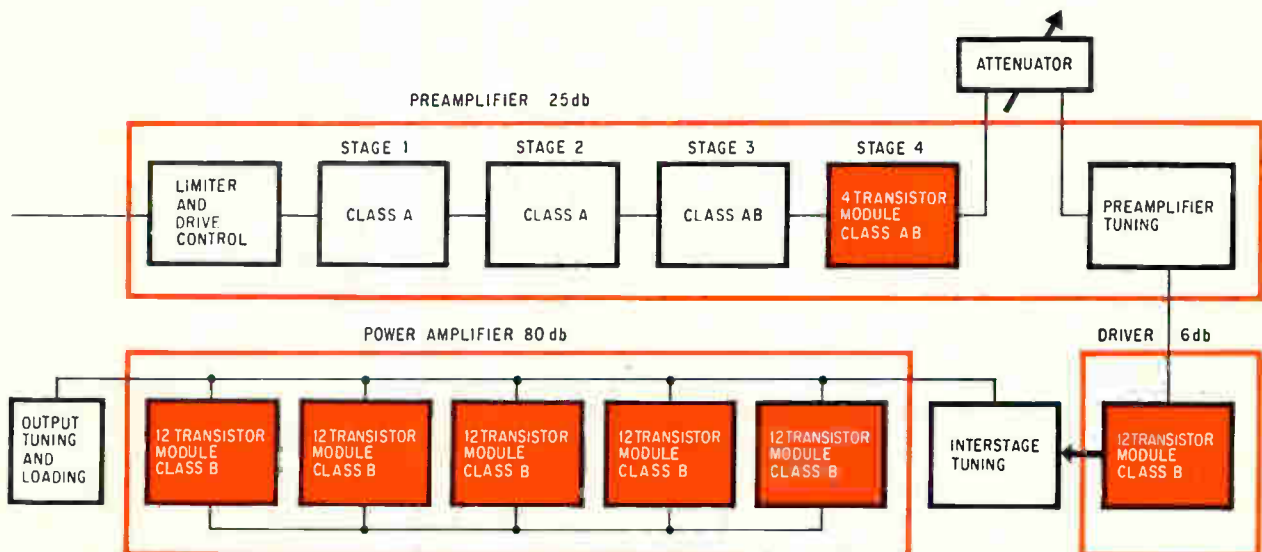 ATTENUATOR
PREAMPLIFIER 25db
STAGE 1
STAGE 2
STAGE 3
STAGE 4
LIMITER
AND
DRIVE
CONTROL
CLASS A
CLASS A
CLASS AB
4 TRANSISTOR
MODULE
CLASS AB
PREAMPLIFIER
TUNING
POWER AMPLIFIER 80db
DRIVER 6db
OUTPUT
TUNING
AND
LOADING
12 TRANSISTOR
MODULE
CLASS B
12 TRANSISTOR
MODULE
CLASS B
12 TRANSISTOR
MODULE
CLASS B
12 TRANSISTOR
MODULE
CLASS B
12 TRANSISTOR
MODULE
CLASS B
INTERSTAGE
TUNING
12 TRANSISTOR
MODULE
CLASS B